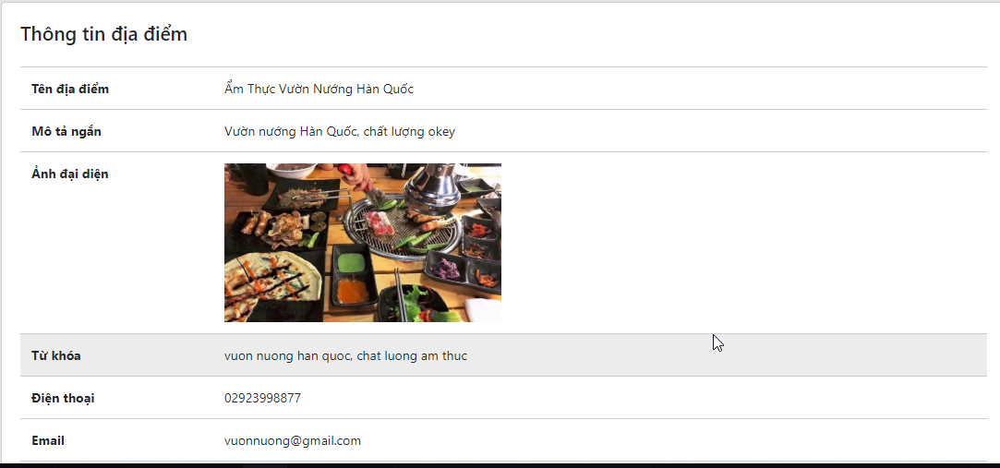 Thông tin địa điểm
Tên địa điểm Ẩm Thực Vườn Nướng Hàn Quốc
Mô tả ngắn Vườn nướng Hàn Quốc, chất lượng okey
Ảnh đại diện
Từ khóa vuon nuong han quoc, chat luong am thuc
Điện thoại 02923998877
Email vuonnuong@gmail.com